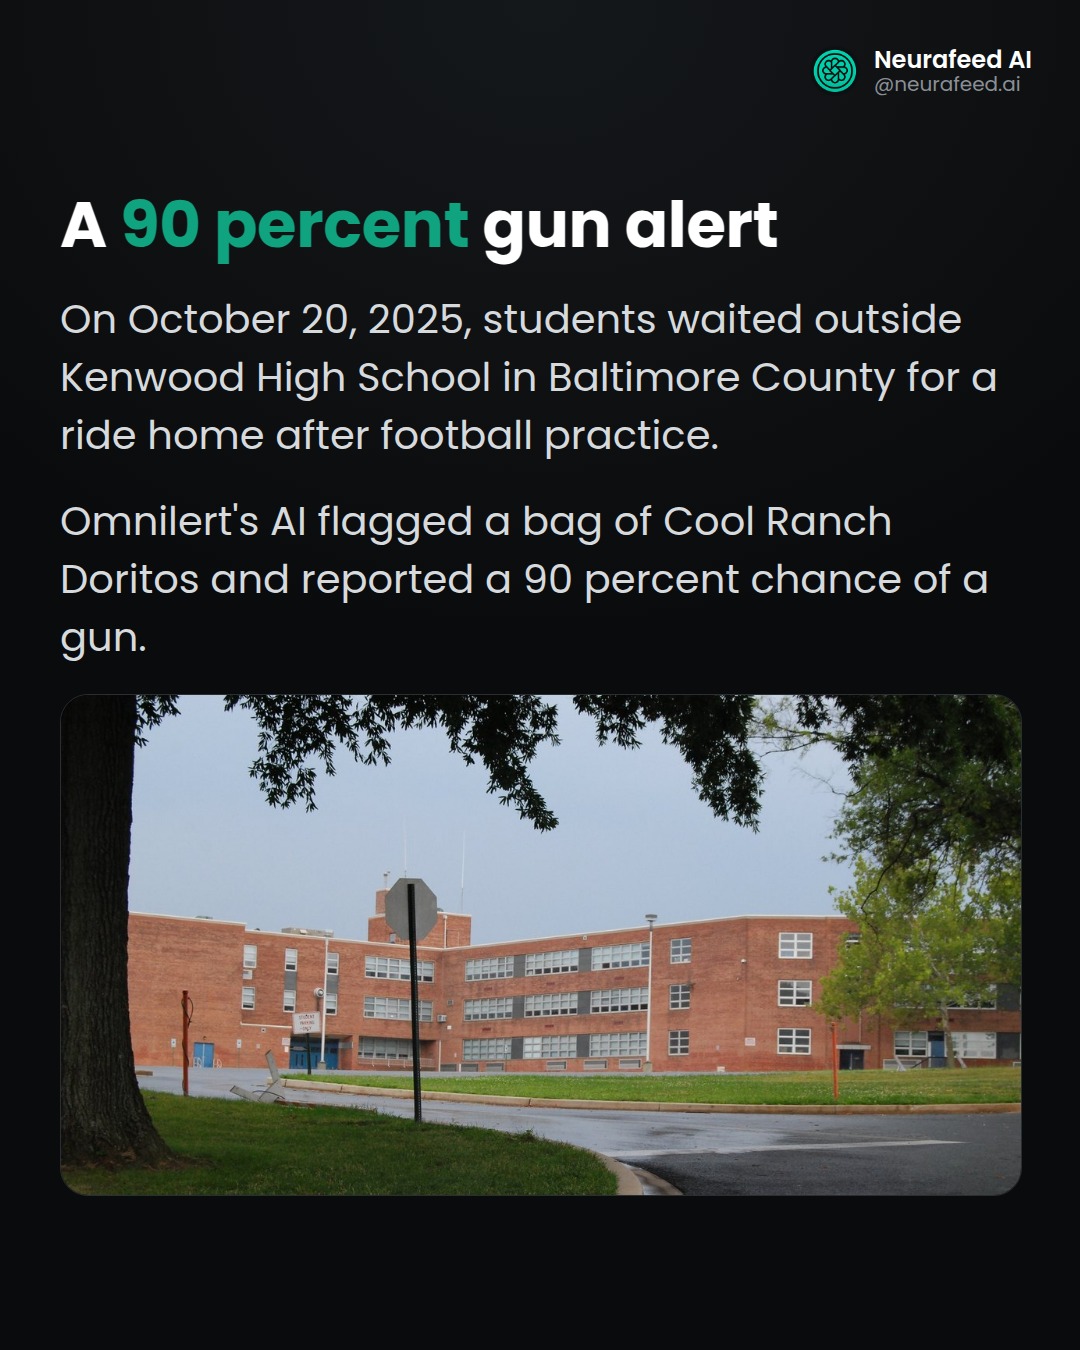 Neurafeed AI
@neurafeed.ai
A 90 percent gun alert
On October 20, 2025, students waited outside
Kenwood High School in Baltimore County for a
ride home after football practice.
Omnilert's AI flagged a bag of Cool Ranch
Doritos and reported a 90 percent chance of a
gun.